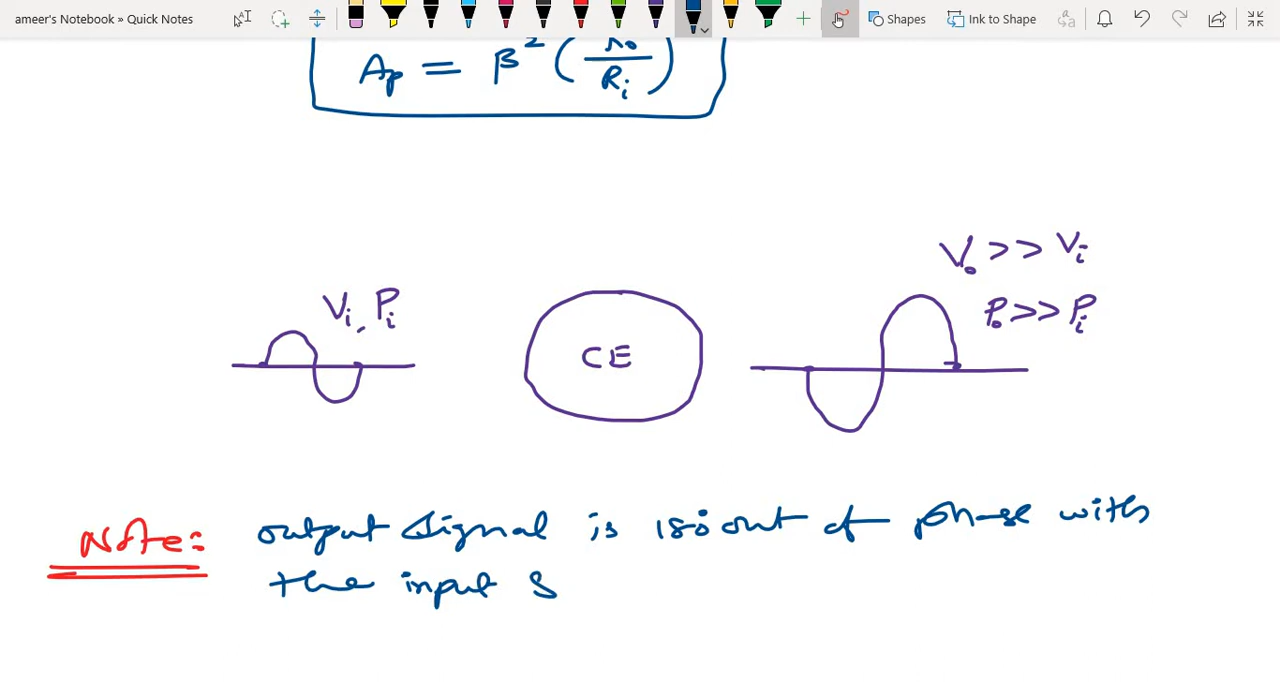 ameer's Notebook » Quick Notes
Shapes
Ink to Shape
Ap = β² (Ro/Ri)
Vo >> Vi
Vi, Pi
Po >> Pi
CE
Note: output signal is 180° out of phase with
the input s